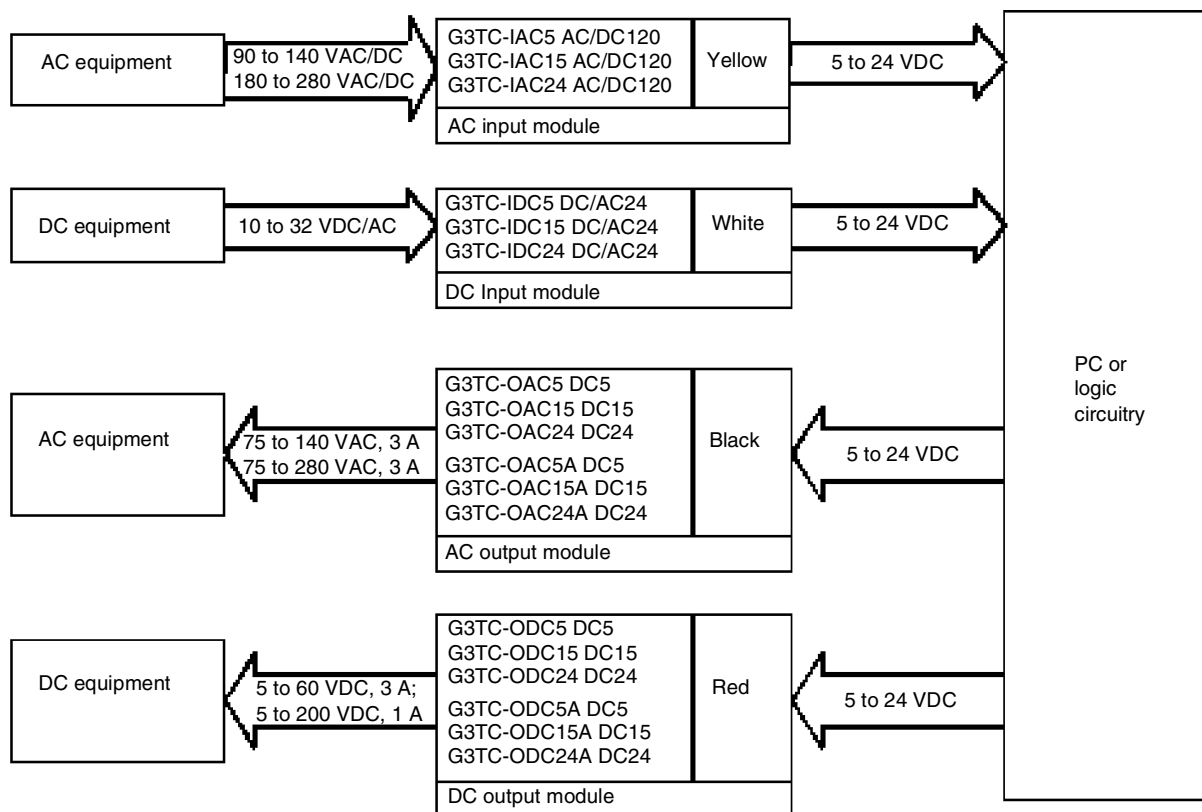 AC equipment
90 to 140 VAC/DC
180 to 280 VAC/DC
G3TC-IAC5 AC/DC120
G3TC-IAC15 AC/DC120
G3TC-IAC24 AC/DC120
Yellow
AC input module
5 to 24 VDC
DC equipment
10 to 32 VDC/AC
G3TC-IDC5 DC/AC24
G3TC-IDC15 DC/AC24
G3TC-IDC24 DC/AC24
White
DC Input module
5 to 24 VDC
PC or
logic
circuitry
AC equipment
75 to 140 VAC, 3 A
75 to 280 VAC, 3 A
G3TC-OAC5 DC5
G3TC-OAC15 DC15
G3TC-OAC24 DC24
G3TC-OAC5A DC5
G3TC-OAC15A DC15
G3TC-OAC24A DC24
Black
AC output module
5 to 24 VDC
DC equipment
5 to 60 VDC, 3 A;
5 to 200 VDC, 1 A
G3TC-ODC5 DC5
G3TC-ODC15 DC15
G3TC-ODC24 DC24
G3TC-ODC5A DC5
G3TC-ODC15A DC15
G3TC-ODC24A DC24
Red
DC output module
5 to 24 VDC